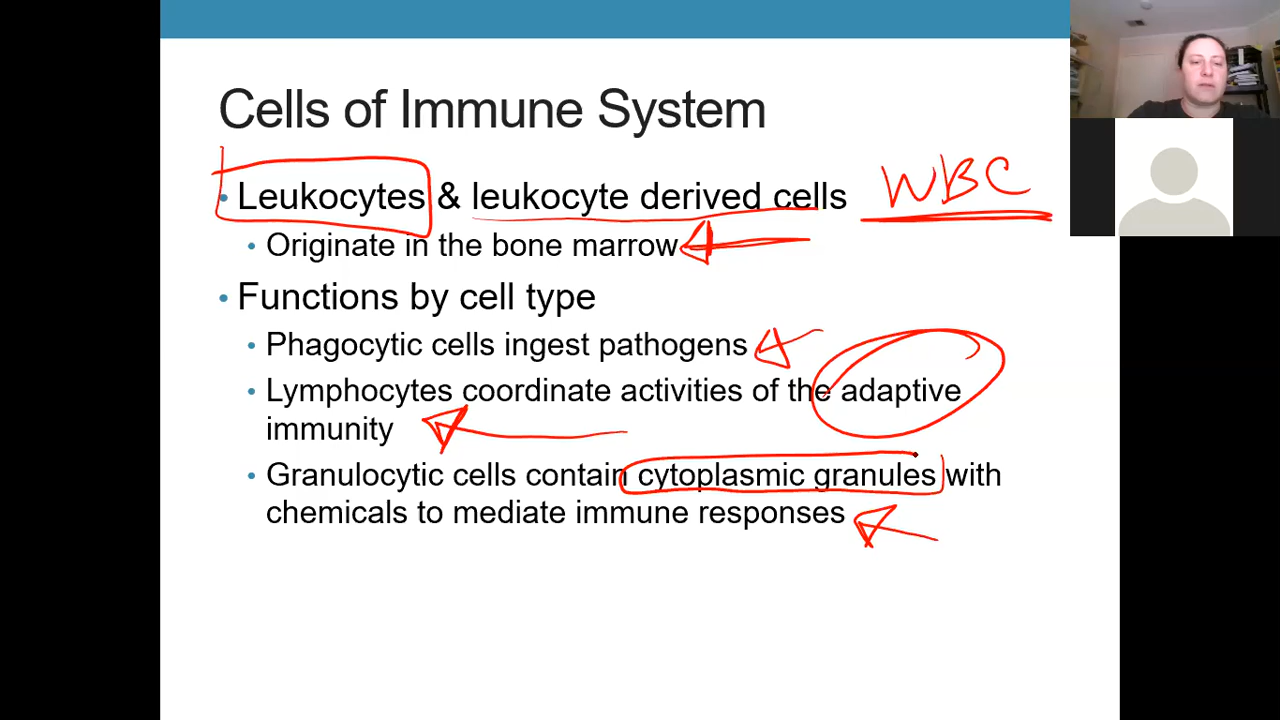 Cells of Immune System
• Leukocytes & leukocyte derived cells WBC
• Originate in the bone marrow
• Functions by cell type
• Phagocytic cells ingest pathogens
• Lymphocytes coordinate activities of the adaptive
immunity
• Granulocytic cells contain cytoplasmic granules with
chemicals to mediate immune responses